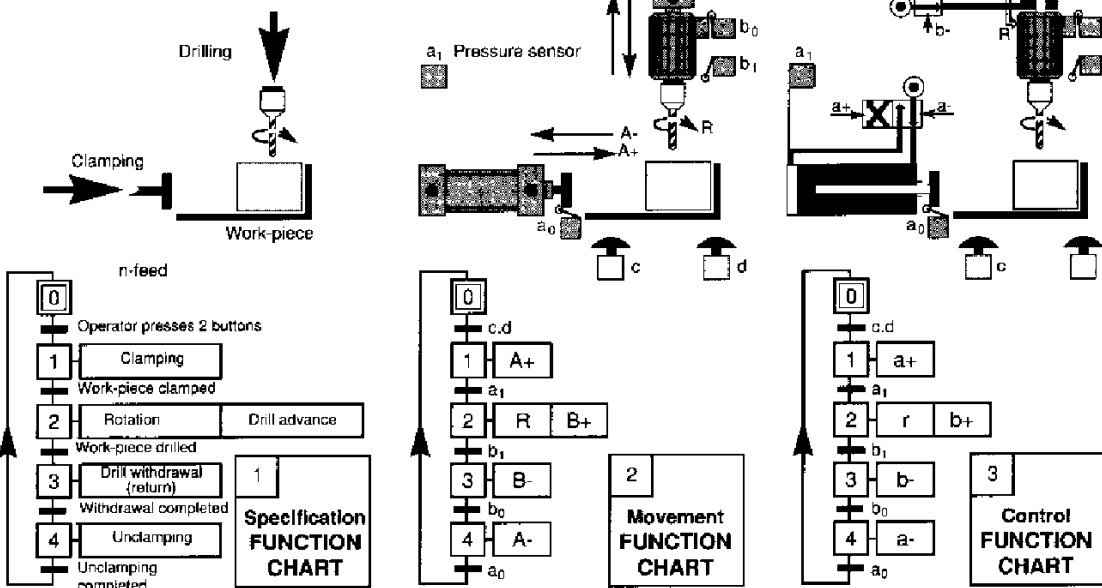 Drilling
Clamping
Work-piece
n-feed
0
Operator presses 2 buttons
1 Clamping
Work-piece clamped
2 Rotation Drill advance
Work-piece drilled
3 Drill withdrawal
(return)
Withdrawal completed
4 Unclamping
Unclamping
completed
1
Specification
FUNCTION
CHART
a1 Pressure sensor
b0
b1
R
A-
A+
a0
c d
0
c.d
1 A+
a1
2 R B+
b1
3 B-
b0
4 A-
a0
2
Movement
FUNCTION
CHART
b-
R
a1
a+ X a-
a0
c
0
c.d
1 a+
a1
2 r b+
b1
3 b-
b0
4 a-
a0
3
Control
FUNCTION
CHART